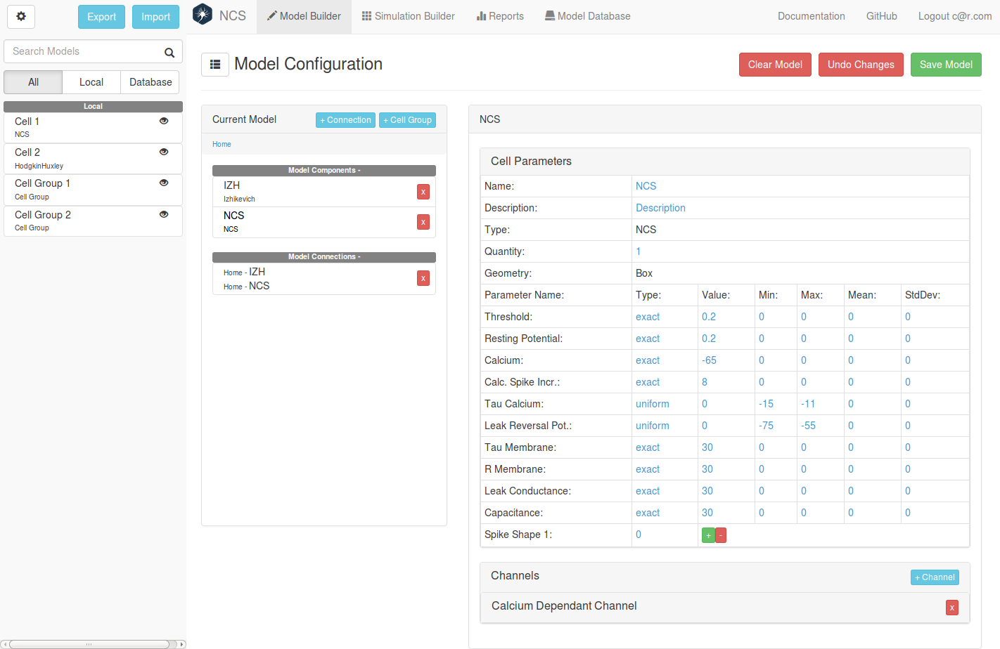 Export Import NCS Model Builder Simulation Builder Reports Model Database Documentation GitHub Logout c@r.com
Search Models
All Local Database
Local
Cell 1
NCS
Cell 2
HodgkinHuxley
Cell Group 1
Cell Group
Cell Group 2
Cell Group
Model Configuration
Clear Model Undo Changes Save Model
Current Model + Connection + Cell Group
Home
Model Components -
IZH
Izhikevich
x
NCS
NCS
x
Model Connections -
Home - IZH
Home - NCS
x
NCS
Cell Parameters
Name: NCS
Description: Description
Type: NCS
Quantity: 1
Geometry: Box
Parameter Name: Type: Value: Min: Max: Mean: StdDev:
Threshold: exact 0.2 0 0 0 0
Resting Potential: exact 0.2 0 0 0 0
Calcium: exact -65 0 0 0 0
Calc. Spike Incr.: exact 8 0 0 0 0
Tau Calcium: uniform 0 -15 -11 0 0
Leak Reversal Pot.: uniform 0 -75 -55 0 0
Tau Membrane: exact 30 0 0 0 0
R Membrane: exact 30 0 0 0 0
Leak Conductance: exact 30 0 0 0 0
Capacitance: exact 30 0 0 0 0
Spike Shape 1: 0 + -
Channels + Channel
Calcium Dependant Channel x